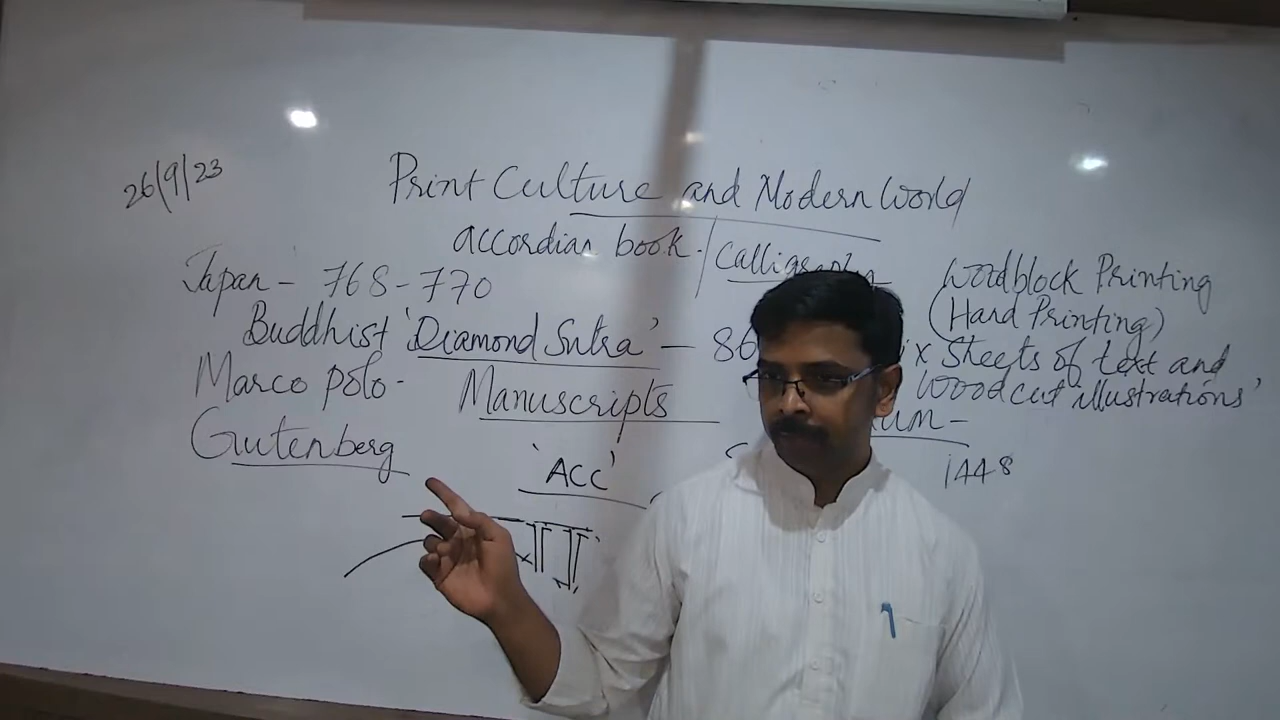 26/9/23
Print Culture and Modern World
accordian book. / Calligraphy
Japan - 768-770
Woodblock Printing
(Hard Printing)
Buddhist 'Diamond Sutra' - 86
Sheets of text and
Woodcut illustrations'
Marco polo -
Manuscripts
Gutenberg
'ACC'
1448